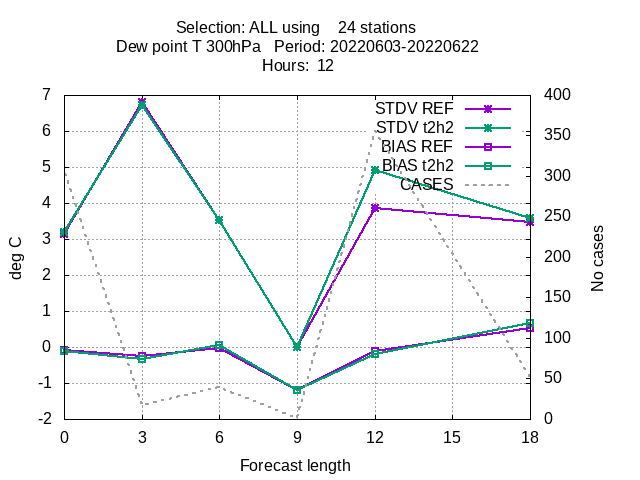 Selection: ALL using    24 stations
Dew point T 300hPa   Period: 20220603-20220622
Hours:  12
7
6
5
4
3
2
1
0
-1
-2
deg C
STDV REF
STDV t2h2
BIAS REF
BIAS t2h2
CASES
400
350
300
250
200
150
100
50
0
No cases
0 3 6 9 12 15 18
Forecast length